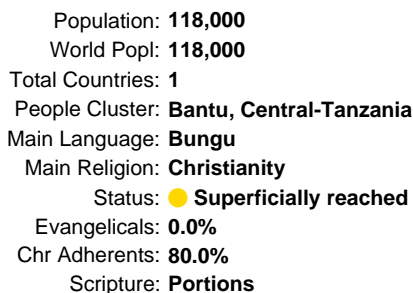 Population: 118,000
World Popl: 118,000
Total Countries: 1
People Cluster: Bantu, Central-Tanzania
Main Language: Bungu
Main Religion: Christianity
Status: Superficially reached
Evangelicals: 0.0%
Chr Adherents: 80.0%
Scripture: Portions